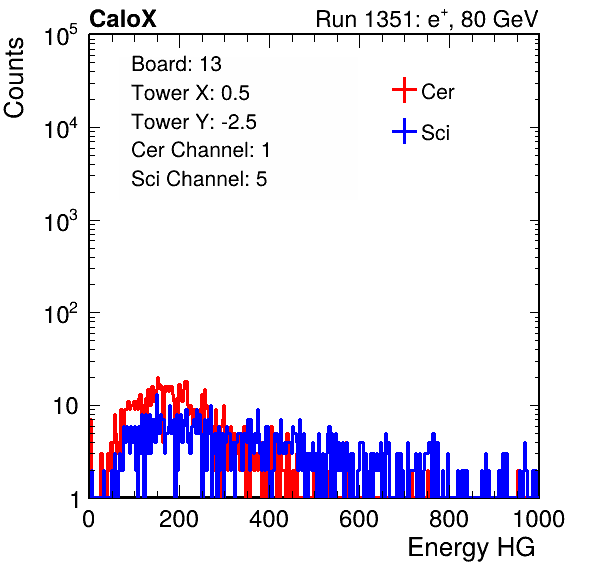 CaloX Run 1351: e⁺, 80 GeV
Counts
Board: 13
Tower X: 0.5
Tower Y: -2.5
Cer Channel: 1
Sci Channel: 5
Cer
Sci
10⁵
10⁴
10³
10²
10
1
0 200 400 600 800 1000
Energy HG